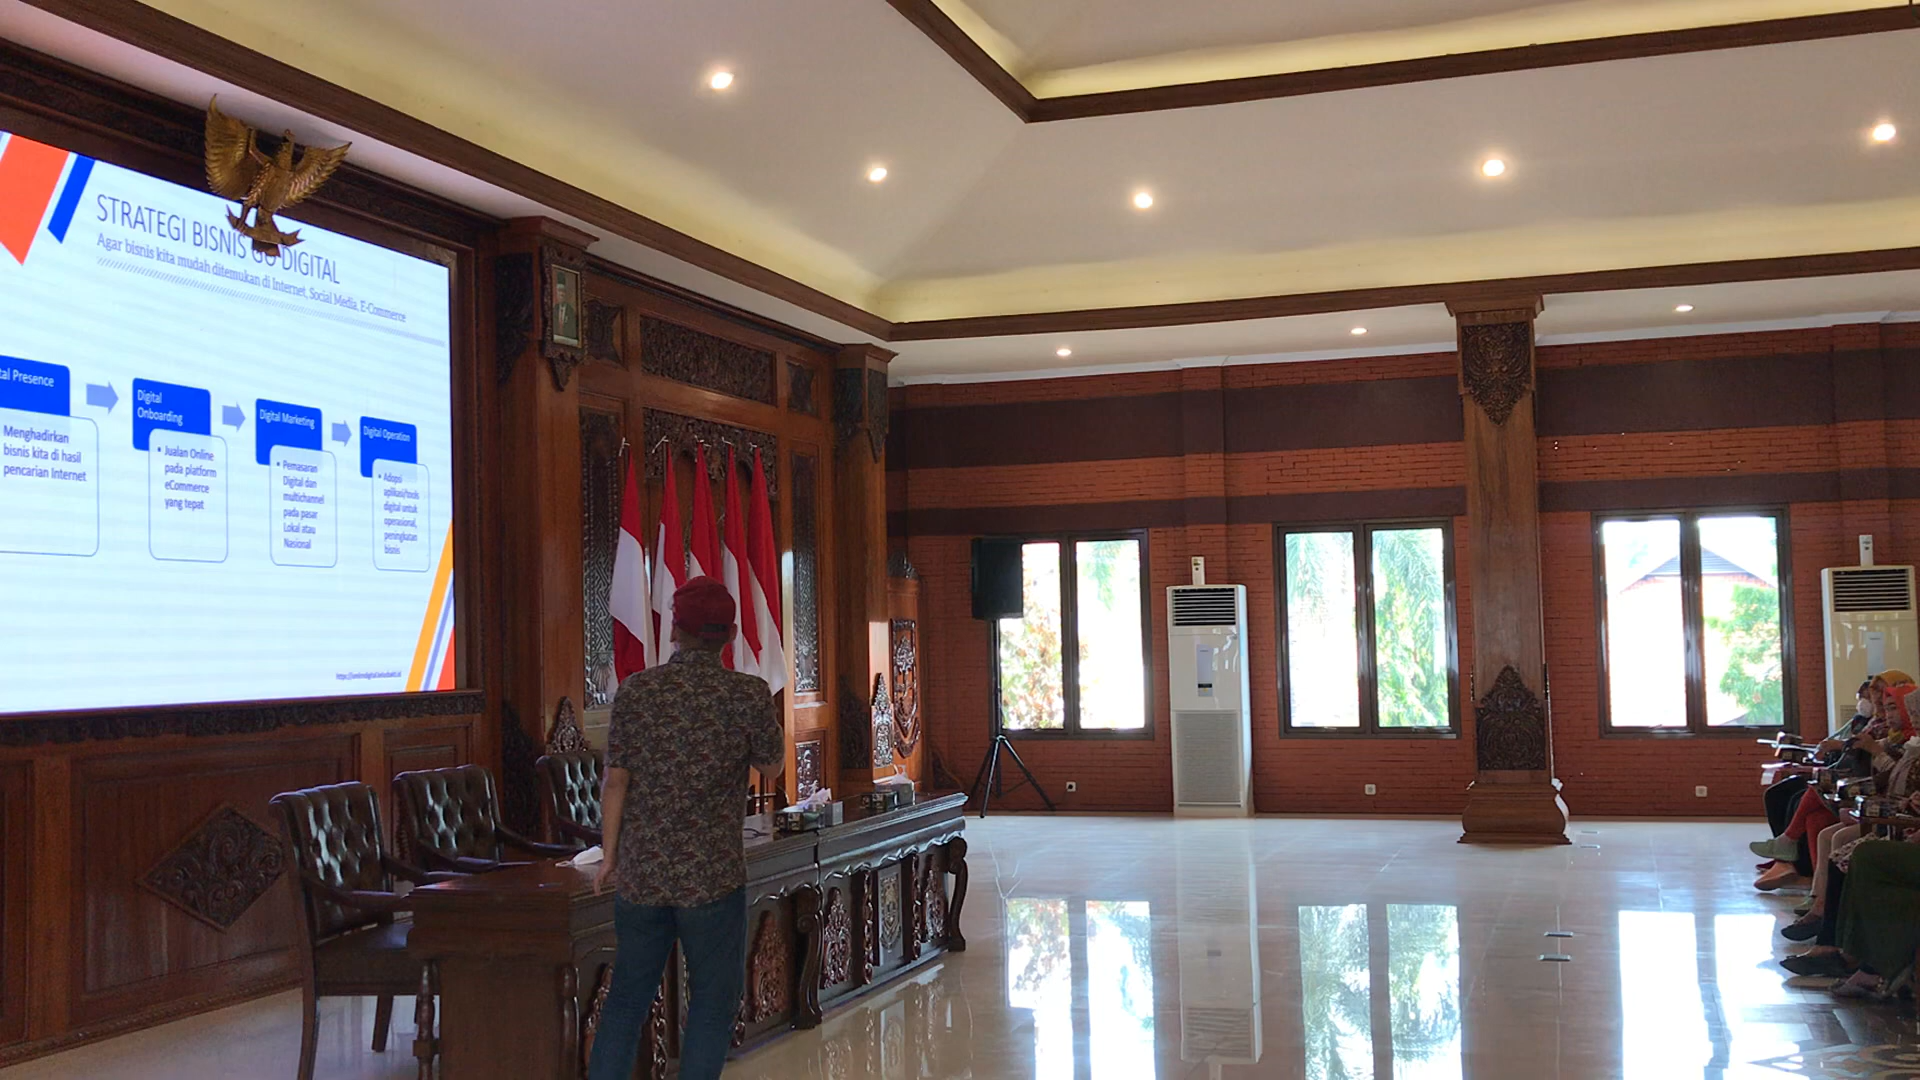 STRATEGI BISNIS GO DIGITAL
Agar bisnis kita mudah ditemukan di Internet, Social Media, E-Commerce
tal Presence
Menghadirkan
bisnis kita di hasil
pencarian Internet
Digital
Onboarding
• Jualan Online
pada platform
eCommerce
yang tepat
Digital Marketing
• Pemasaran
Digital dan
multichannel
pada pasar
Lokal atau
Nasional
Digital Operation
• Adopsi
aplikasi/tools
digital untuk
operasional,
peningkatan
bisnis